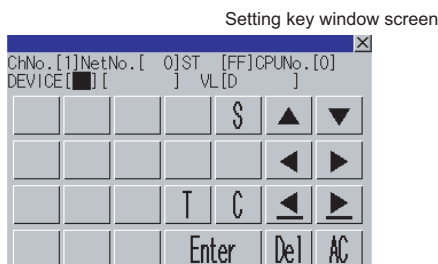 Setting key window screen
ChNo.[1]NetNo.[ 0]ST [FF]CPUNo.[0]
DEVICE[ ][ ] VL[D ]
S ▲ ▼
◀ ▶
T C ◀ ▶
Enter Del AC